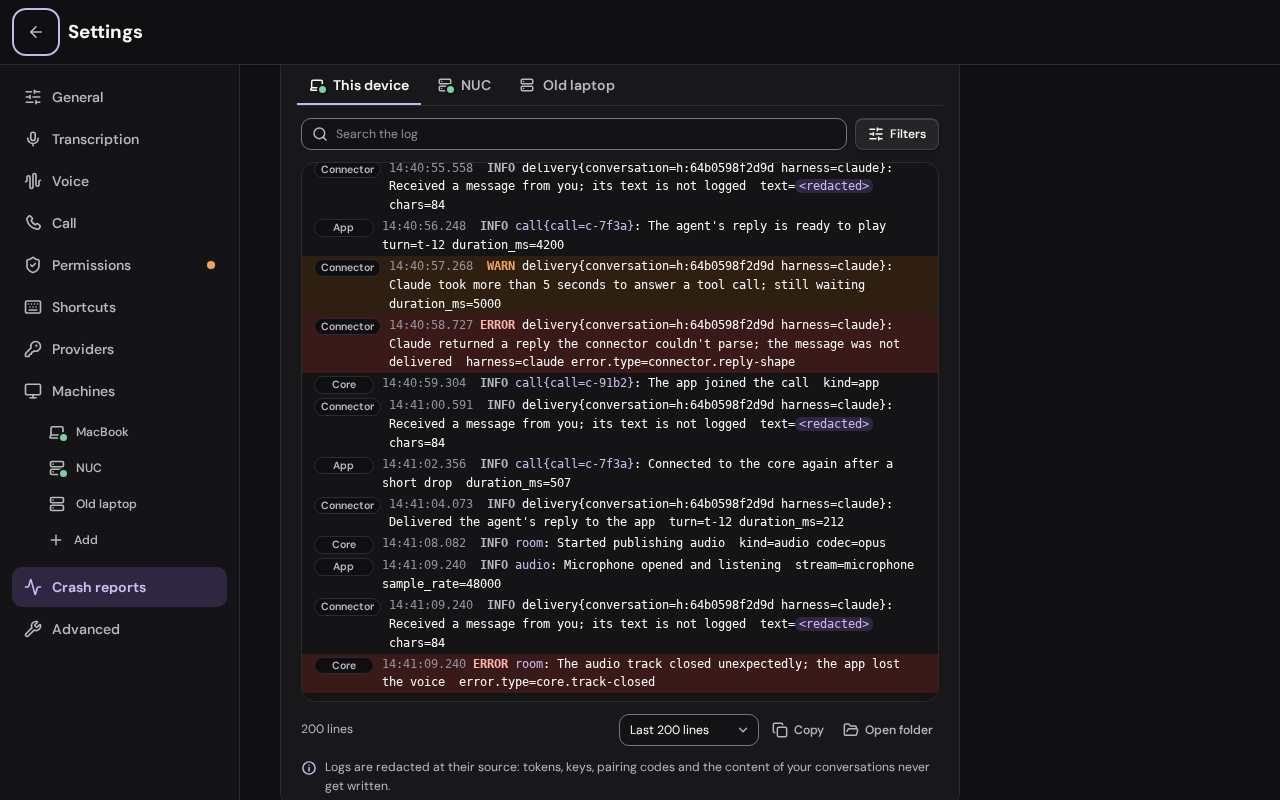 Settings
General
Transcription
Voice
Call
Permissions
Shortcuts
Providers
Machines
MacBook
NUC
Old laptop
Add
Crash reports
Advanced
This device
NUC
Old laptop
Search the log
Filters
Connector 14:40:55.558 INFO delivery{conversation=h:64b0598f2d9d harness=claude}:
Received a message from you; its text is not logged text=<redacted>
chars=84
App 14:40:56.248 INFO call{call=c-7f3a}: The agent's reply is ready to play
turn=t-12 duration_ms=4200
Connector 14:40:57.268 WARN delivery{conversation=h:64b0598f2d9d harness=claude}:
Claude took more than 5 seconds to answer a tool call; still waiting
duration_ms=5000
Connector 14:40:58.727 ERROR delivery{conversation=h:64b0598f2d9d harness=claude}:
Claude returned a reply the connector couldn't parse; the message was not
delivered harness=claude error.type=connector.reply-shape
Core 14:40:59.304 INFO call{call=c-91b2}: The app joined the call kind=app
Connector 14:41:00.591 INFO delivery{conversation=h:64b0598f2d9d harness=claude}:
Received a message from you; its text is not logged text=<redacted>
chars=84
App 14:41:02.356 INFO call{call=c-7f3a}: Connected to the core again after a
short drop duration_ms=507
Connector 14:41:04.073 INFO delivery{conversation=h:64b0598f2d9d harness=claude}:
Delivered the agent's reply to the app turn=t-12 duration_ms=212
Core 14:41:08.082 INFO room: Started publishing audio kind=audio codec=opus
App 14:41:09.240 INFO audio: Microphone opened and listening stream=microphone
sample_rate=48000
Connector 14:41:09.240 INFO delivery{conversation=h:64b0598f2d9d harness=claude}:
Received a message from you; its text is not logged text=<redacted>
chars=84
Core 14:41:09.240 ERROR room: The audio track closed unexpectedly; the app lost
the voice error.type=core.track-closed
200 lines
Last 200 lines
Copy
Open folder
Logs are redacted at their source: tokens, keys, pairing codes and the content of your conversations never
get written.